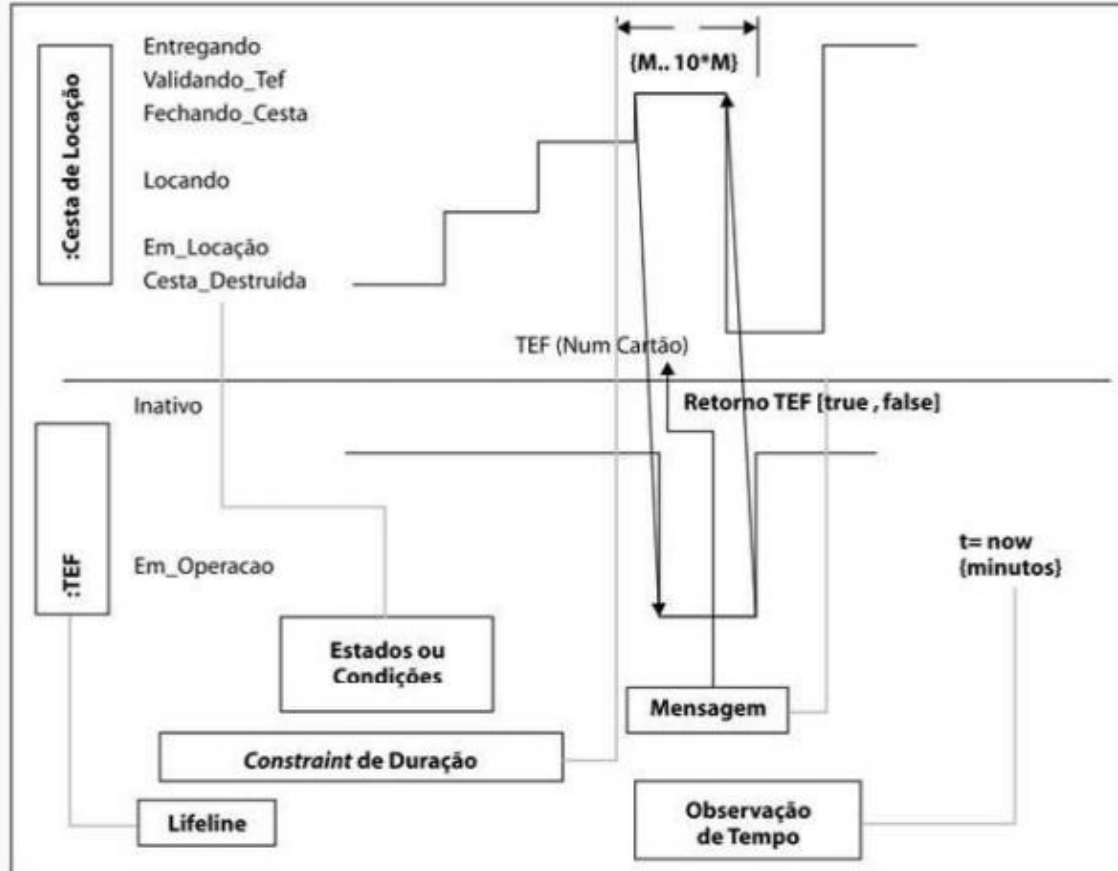 :Cesta de Locação
Entregando
Validando_Tef
Fechando_Cesta
Locando
Em_Locação
Cesta_Destruída
{M.. 10*M}
TEF (Num Cartão)
Retorno TEF [true , false]
:TEF
Inativo
Em_Operacao
t= now
{minutos}
Estados ou
Condições
Mensagem
Constraint de Duração
Lifeline
Observação
de Tempo